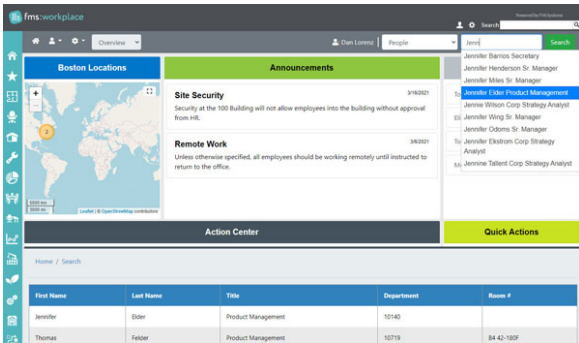 fms:workplace
Powered by FM:Systems
Search
Overview
Dan Lorenz
People
Jenn
Search
Boston Locations
Announcements
Jennifer Barrios Secretary
Jennifer Henderson Sr. Manager
Jennifer Miles Sr. Manager
Jennifer Elder Product Management
Jennie Wilson Corp Strategy Analyst
Jennifer Wing Sr. Manager
Jennifer Odoms Sr. Manager
Jennifer Ekstrom Corp Strategy
Analyst
Jennine Tallent Corp Strategy Analyst
+
−
2
5000 km
5000 mi
Leaflet | © OpenStreetMap contributors
Site Security
3/16/2021
Security at the 100 Building will not allow employees into the building without approval
from HR.
Remote Work
3/8/2021
Unless otherwise specified, all employees should be working remotely until instructed to
return to the office.
Action Center
Quick Actions
Home / Search
First Name Last Name Title Department Room #
Jennifer Elder Product Management 10140
Thomas Felder Product Management 10719 B4 42-180F